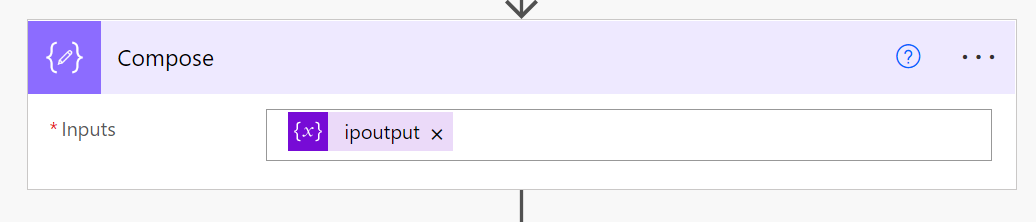 Compose
* Inputs
{x} ipoutput ×